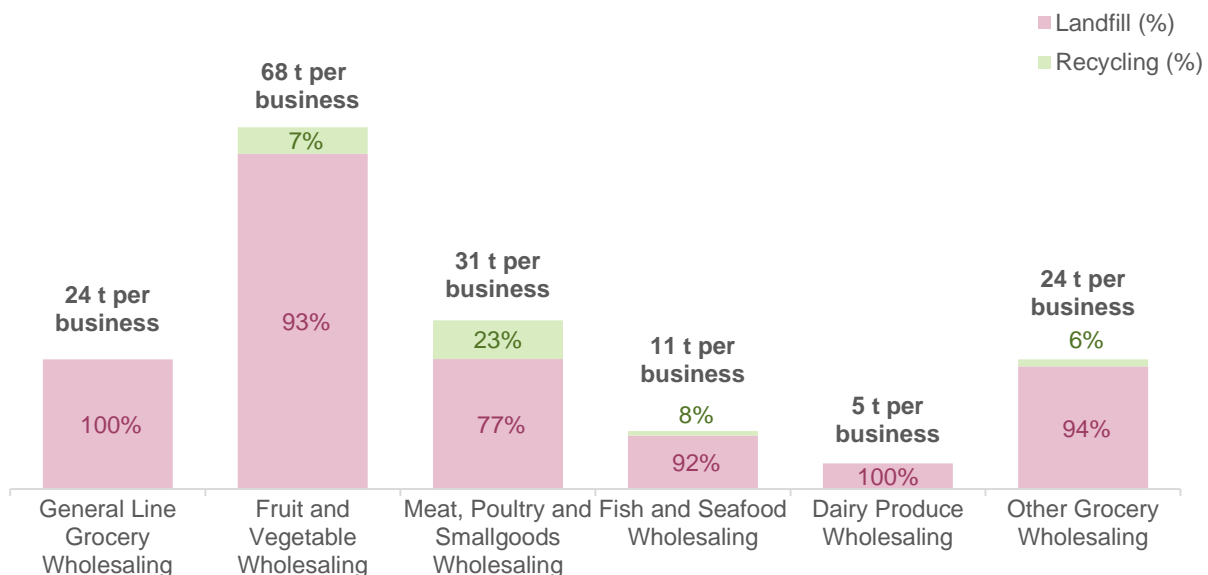 Landfill (%)
Recycling (%)
68 t per
business
7%
93%
24 t per
business
100%
31 t per
business
23%
77%
11 t per
business
8%
92%
5 t per
business
100%
24 t per
business
6%
94%
General Line
Grocery
Wholesaling
Fruit and
Vegetable
Wholesaling
Meat, Poultry and
Smallgoods
Wholesaling
Fish and Seafood
Wholesaling
Dairy Produce
Wholesaling
Other Grocery
Wholesaling